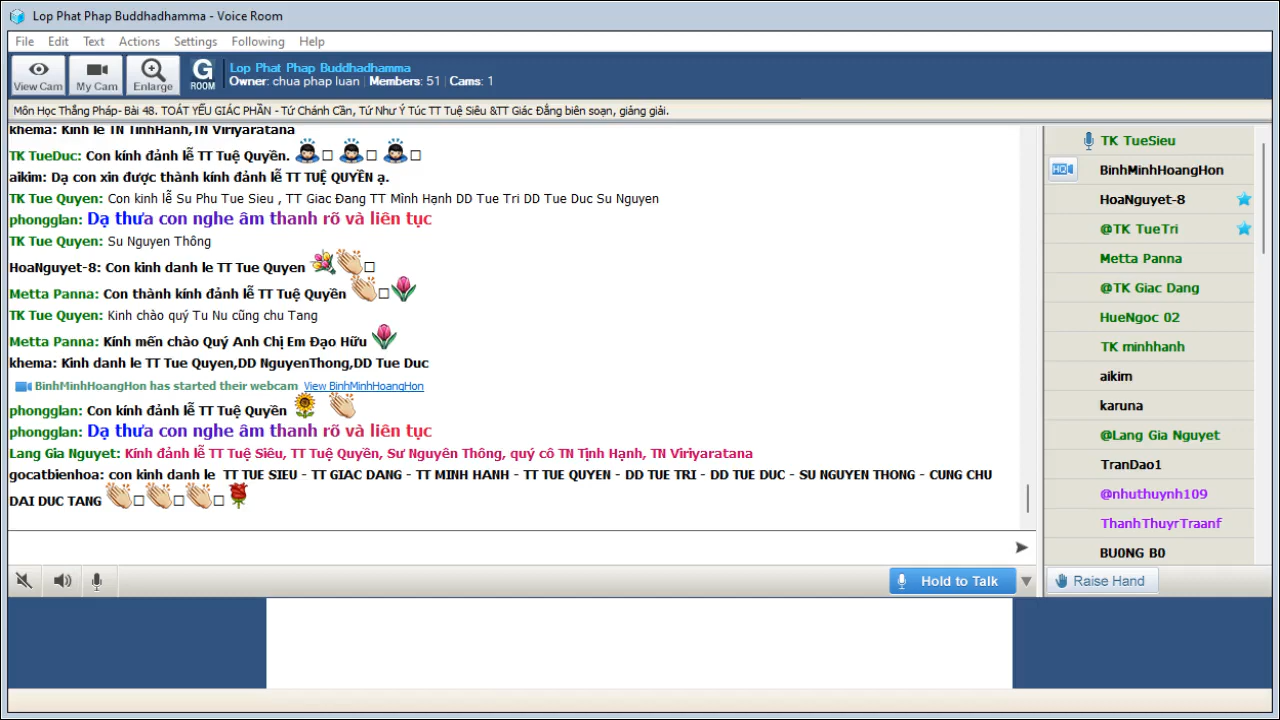 Lop Phat Phap Buddhadhamma - Voice Room
File Edit Text Actions Settings Following Help
View Cam My Cam Enlarge G ROOM
Lop Phat Phap Buddhadhamma
Owner: chua phap luan | Members: 51 | Cams: 1
Môn Học Thắng Pháp- Bài 48. TOÁT YẾU GIÁC PHẦN - Tứ Chánh Cần, Tứ Như Ý Túc TT Tuệ Siêu &TT Giác Đẳng biên soạn, giảng giải.
khema: Kinh le TN TinhHanh,TN Viriyaratana
TK TueDuc: Con kính đảnh lễ TT Tuệ Quyền.
aikim: Dạ con xin được thành kính đảnh lễ TT TUỆ QUYỀN ạ.
TK Tue Quyen: Con kinh lễ Su Phu Tue Sieu , TT Giac Đang TT Mình Hạnh DD Tue Tri DD Tue Duc Su Nguyen
phongglan: Dạ thưa con nghe âm thanh rõ và liên tục
TK Tue Quyen: Su Nguyen Thông
HoaNguyet-8: Con kinh danh le TT Tue Quyen
Metta Panna: Con thành kính đảnh lễ TT Tuệ Quyền
TK Tue Quyen: Kinh chào quý Tu Nu cũng chu Tang
Metta Panna: Kính mến chào Quý Anh Chị Em Đạo Hữu
khema: Kinh danh le TT Tue Quyen,DD NguyenThong,DD Tue Duc
BinhMinhHoangHon has started their webcam View BinhMinhHoangHon
phongglan: Con kính đảnh lễ TT Tuệ Quyền
phongglan: Dạ thưa con nghe âm thanh rõ và liên tục
Lang Gia Nguyet: Kính đảnh lễ TT Tuệ Siêu, TT Tuệ Quyền, Sư Nguyên Thông, quý cô TN Tịnh Hạnh, TN Viriyaratana
gocatbienhoa: con kinh danh le TT TUE SIEU - TT GIAC DANG - TT MINH HANH - TT TUE QUYEN - DD TUE TRI - DD TUE DUC - SU NGUYEN THONG - CUNG CHU
DAI DUC TANG
Hold to Talk
TK TueSieu
HQ BinhMinhHoangHon
HoaNguyet-8
@TK TueTri
Metta Panna
@TK Giac Dang
HueNgoc 02
TK minhhanh
aikim
karuna
@Lang Gia Nguyet
TranDao1
@nhuthuynh109
ThanhThuyrTraanf
BU0NG B0
Raise Hand